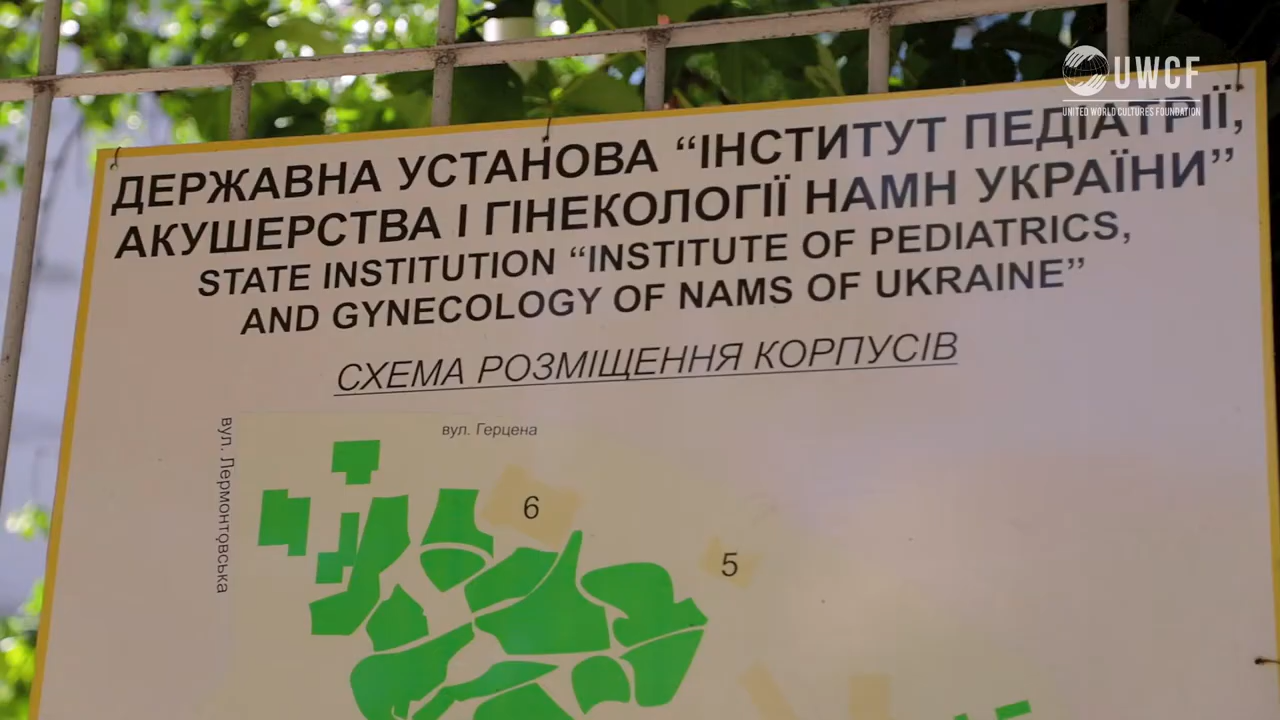 UWCF
UNITED WORLD CULTURES FOUNDATION
ДЕРЖАВНА УСТАНОВА “ІНСТИТУТ ПЕДІАТРІЇ,
АКУШЕРСТВА І ГІНЕКОЛОГІЇ НАМН УКРАЇНИ”
STATE INSTITUTION “INSTITUTE OF PEDIATRICS,
AND GYNECOLOGY OF NAMS OF UKRAINE”
СХЕМА РОЗМІЩЕННЯ КОРПУСІВ
вул. Герцена
вул. Лермонтовська
6
5